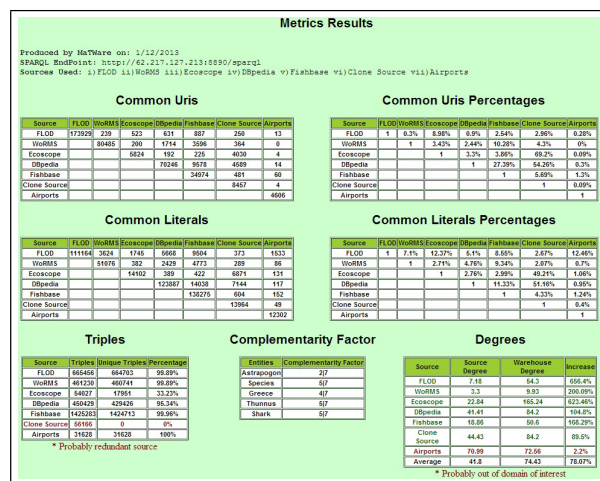 Metrics Results
Produced by MaTWare on: 1/12/2013
SPARQL EndPoint: http://62.217.127.213:8890/sparql
Sources Used: i)FLOD ii)WoRMS iii)Ecoscope iv)DBpedia v)Fishbase vi)Clone Source vii)Airports
Common Uris
Source FLOD WoRMS Ecoscope DBpedia Fishbase Clone Source Airports
FLOD 173929 239 523 631 887 250 13
WoRMS 80485 200 1714 3596 364 0
Ecoscope 5824 192 225 4030 4
DBpedia 70246 9578 4589 14
Fishbase 34974 481 60
Clone Source 8457 4
Airports 4606
Common Uris Percentages
Source FLOD WoRMS Ecoscope DBpedia Fishbase Clone Source Airports
FLOD 1 0.3% 8.98% 0.9% 2.54% 2.96% 0.28%
WoRMS 1 3.43% 2.44% 10.28% 4.3% 0%
Ecoscope 1 3.3% 3.86% 69.2% 0.09%
DBpedia 1 27.39% 54.26% 0.3%
Fishbase 1 5.69% 1.3%
Clone Source 1 0.09%
Airports 1
Common Literals
Source FLOD WoRMS Ecoscope DBpedia Fishbase Clone Source Airports
FLOD 111164 3624 1745 5668 9504 373 1533
WoRMS 51076 382 2429 4773 289 86
Ecoscope 14102 389 422 6871 131
DBpedia 123887 14038 7144 117
Fishbase 138275 604 152
Clone Source 13964 49
Airports 12302
Common Literals Percentages
Source FLOD WoRMS Ecoscope DBpedia Fishbase Clone Source Airports
FLOD 1 7.1% 12.37% 5.1% 8.55% 2.67% 12.46%
WoRMS 1 2.71% 4.76% 9.34% 2.07% 0.7%
Ecoscope 1 2.76% 2.99% 49.21% 1.06%
DBpedia 1 11.33% 51.16% 0.95%
Fishbase 1 4.33% 1.24%
Clone Source 1 0.4%
Airports 1
Triples
Source Triples Unique Triples Percentage
FLOD 665456 664703 99.89%
WoRMS 461230 460741 99.89%
Ecoscope 54027 17951 33.23%
DBpedia 450429 429426 95.34%
Fishbase 1425283 1424713 99.96%
Clone Source 56166 0 0%
Airports 31628 31628 100%
* Probably redundant source
Complementarity Factor
Entities Complementarity Factor
Astrapogon 2|7
Species 5|7
Greece 4|7
Thunnus 5|7
Shark 5|7
Degrees
Source Source Degree Warehouse Degree Increase
FLOD 7.18 54.3 656.4%
WoRMS 3.3 9.93 200.09%
Ecoscope 22.84 165.24 623.46%
DBpedia 41.41 84.2 104.8%
Fishbase 18.86 50.6 168.29%
Clone Source 44.43 84.2 89.5%
Airports 70.99 72.56 2.2%
Average 41.8 74.43 78.07%
* Probably out of domain of interest